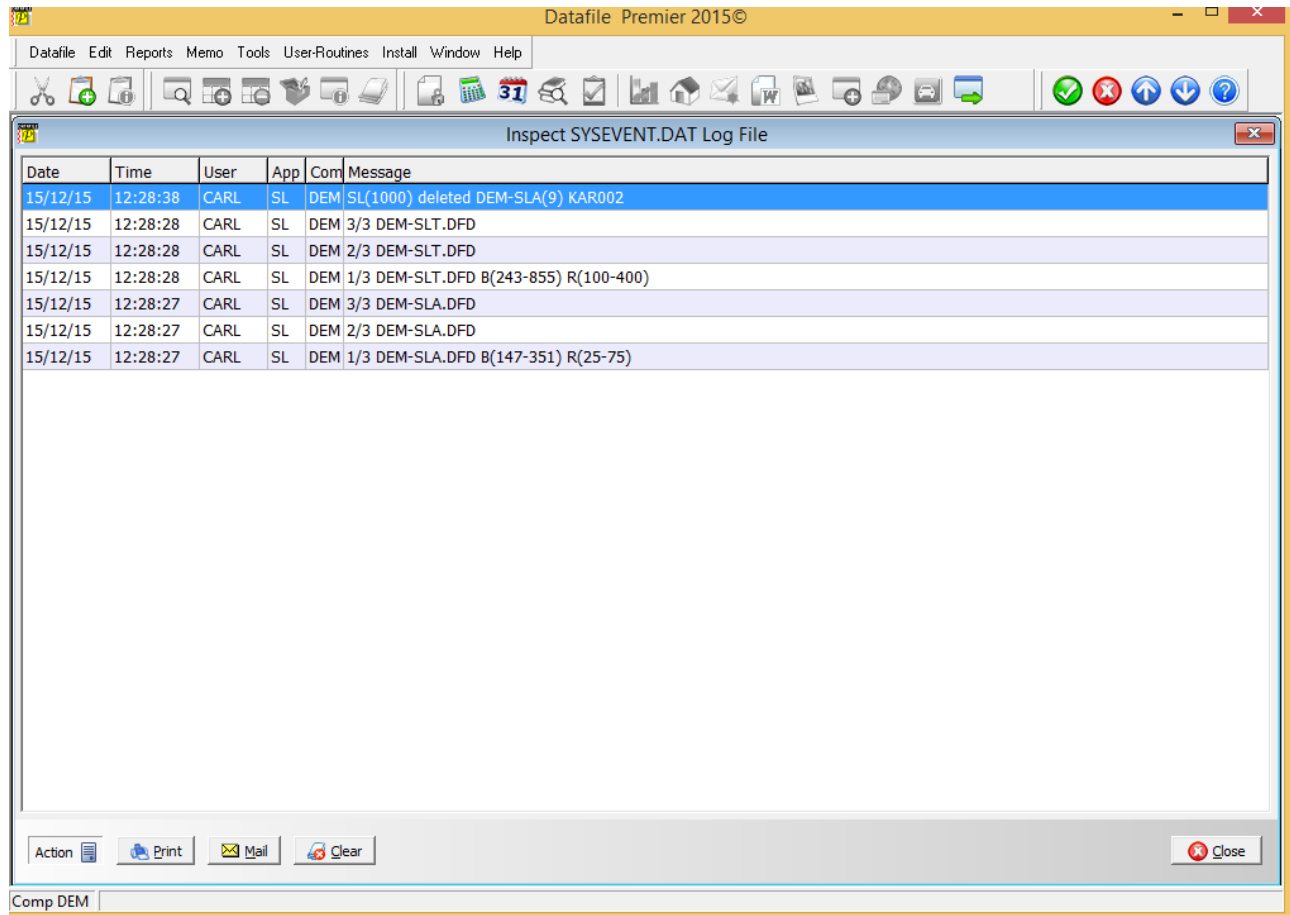 Datafile Premier 2015©
Datafile Edit Reports Memo Tools User-Routines Install Window Help
31 W
Inspect SYSEVENT.DAT Log File
Date Time User App Com Message
15/12/15 12:28:38 CARL SL DEM SL(1000) deleted DEM-SLA(9) KAR002
15/12/15 12:28:28 CARL SL DEM 3/3 DEM-SLT.DFD
15/12/15 12:28:28 CARL SL DEM 2/3 DEM-SLT.DFD
15/12/15 12:28:28 CARL SL DEM 1/3 DEM-SLT.DFD B(243-855) R(100-400)
15/12/15 12:28:27 CARL SL DEM 3/3 DEM-SLA.DFD
15/12/15 12:28:27 CARL SL DEM 2/3 DEM-SLA.DFD
15/12/15 12:28:27 CARL SL DEM 1/3 DEM-SLA.DFD B(147-351) R(25-75)
Action Print Mail Clear Close
Comp DEM